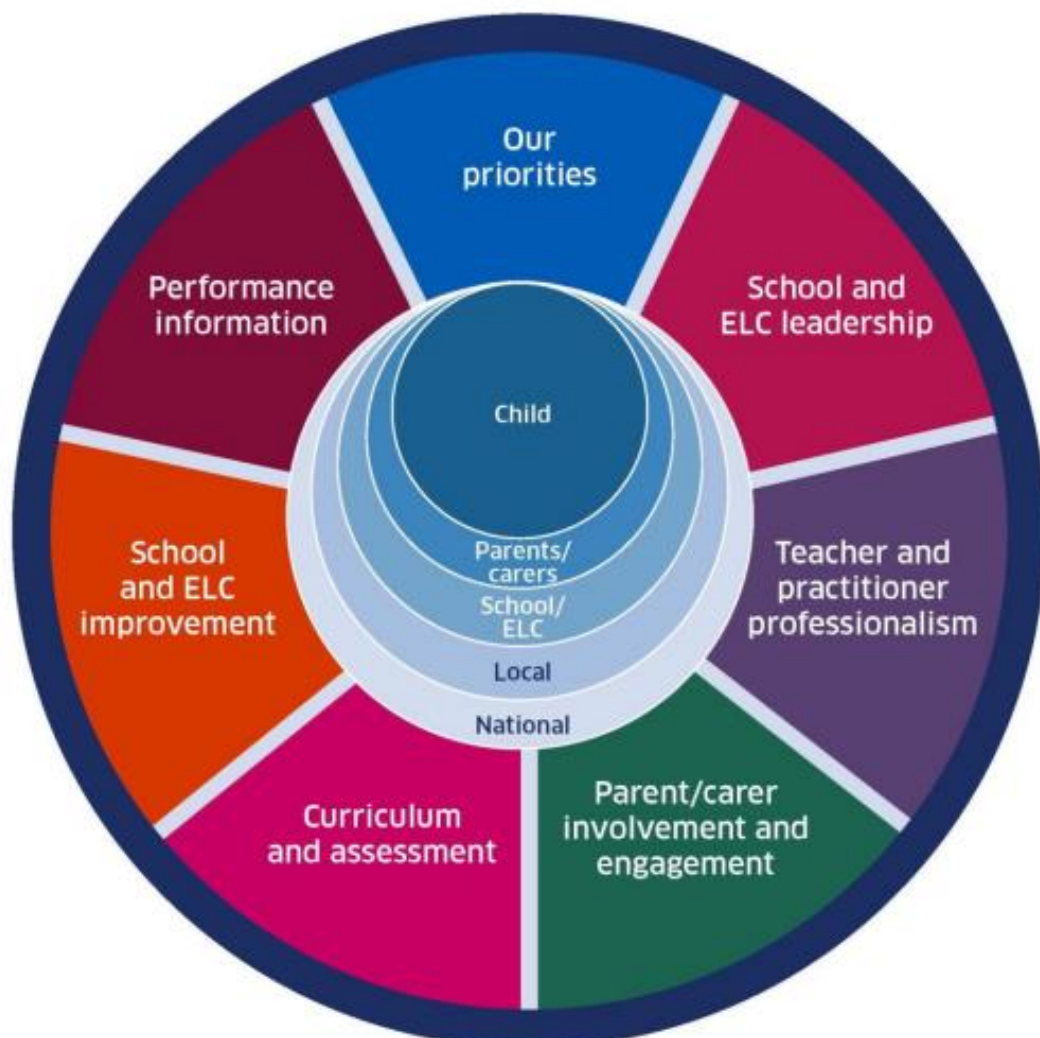 Our
priorities
School and
ELC leadership
Teacher and
practitioner
professionalism
Parent/carer
involvement and
engagement
Curriculum
and assessment
School
and ELC
improvement
Performance
information
Child
Parents/
carers
School/
ELC
Local
National